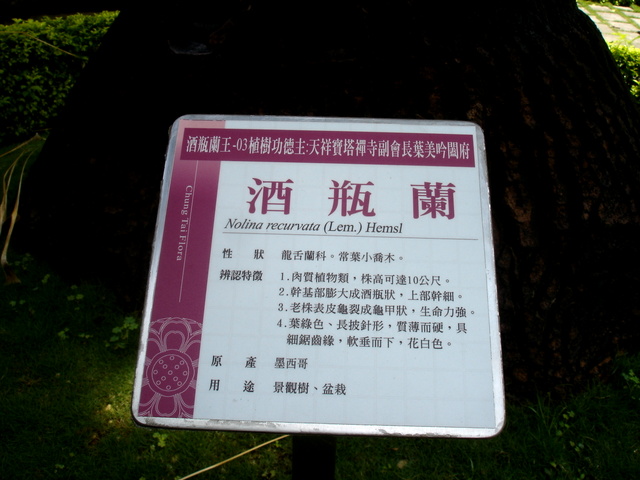 酒瓶蘭王-03植樹功德主:天祥寶塔禪寺副會長葉美吟闔府
Chung Tai Flora
酒瓶蘭
Nolina recurvata (Lem.) Hemsl
性狀 龍舌蘭科。常葉小喬木。
辨認特徵 1.肉質植物類，株高可達10公尺。
2.幹基部膨大成酒瓶狀，上部幹細。
3.老株表皮龜裂成龜甲狀，生命力強。
4.葉綠色、長披針形，質薄而硬，具
細鋸齒緣，軟垂而下，花白色。
原產 墨西哥
用途 景觀樹、盆栽